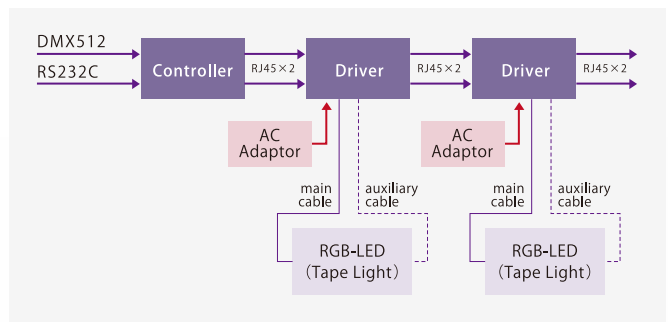 DMX512
RS232C
Controller
RJ45×2
Driver
RJ45×2
Driver
RJ45×2
AC
Adaptor
AC
Adaptor
main
cable
auxiliary
cable
main
cable
auxiliary
cable
RGB-LED
（Tape Light）
RGB-LED
（Tape Light）